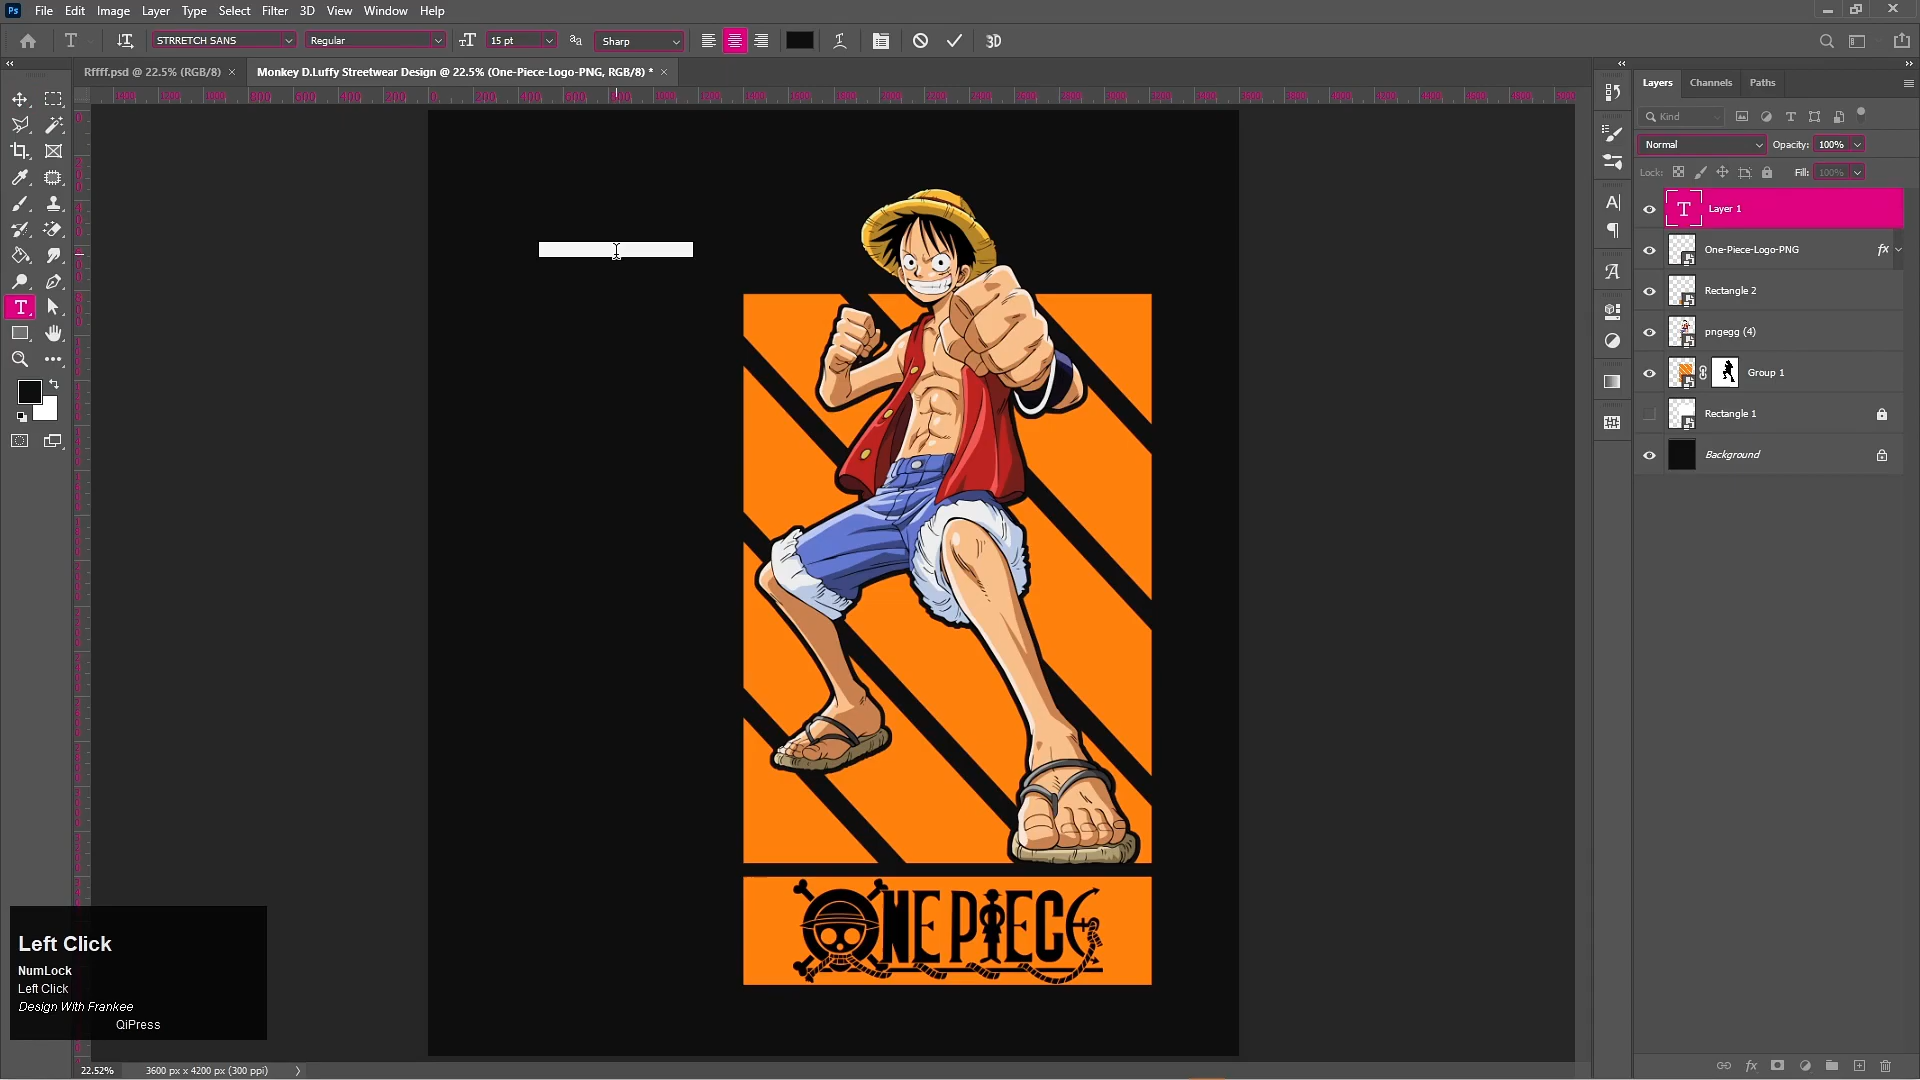 Ps File Edit Image Layer Type Select Filter 3D View Window Help
STRRETCH SANS Regular 15 pt Sharp 3D
Rffff.psd @ 22.5% (RGB/8) × Monkey D.Luffy Streetwear Design @ 22.5% (One-Piece-Logo-PNG, RGB/8) * ×
Layers Channels Paths
Kind
Normal Opacity: 100%
Lock: Fill: 100%
T Layer 1
One-Piece-Logo-PNG fx
Rectangle 2
pngegg (4)
Group 1
Rectangle 1
Background
ONE PIECE
Left Click
NumLock
Left Click
Design With Frankee
QiPress
22.52% 3600 px x 4200 px (300 ppi)